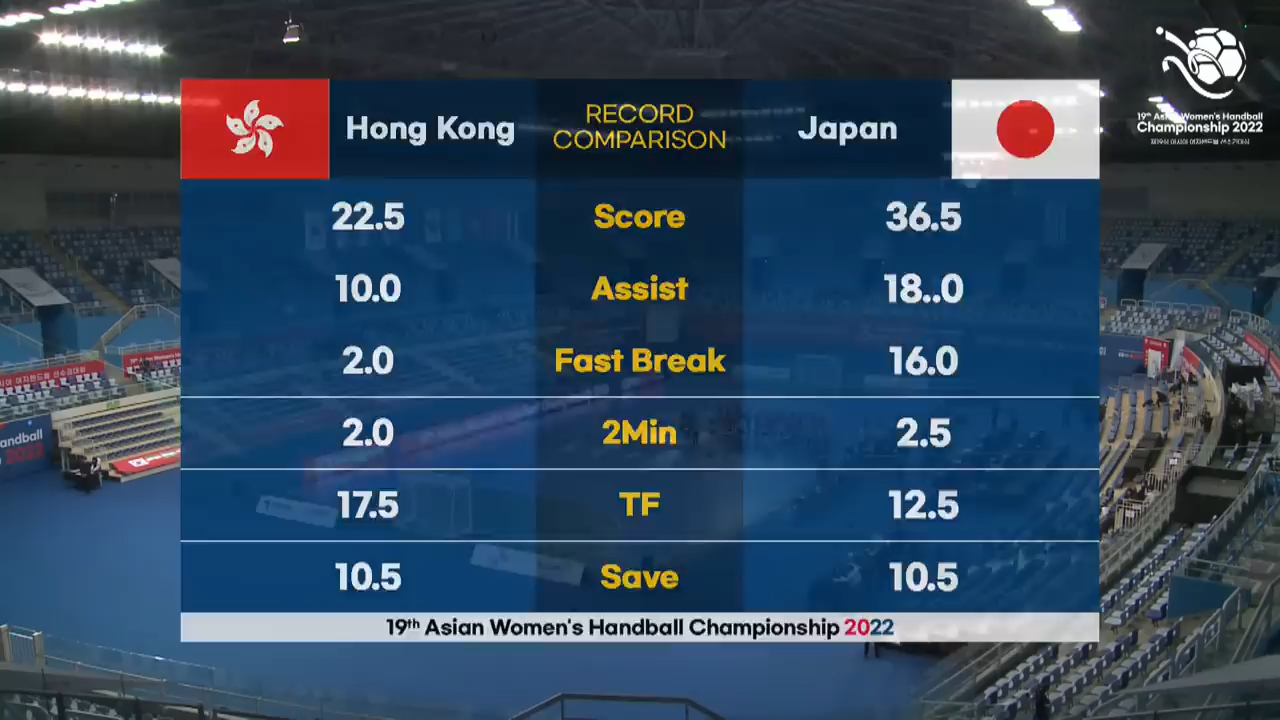 19th Asian Women's Handball
Championship 2022
Hong Kong
RECORD
COMPARISON
Japan
22.5 Score 36.5
10.0 Assist 18..0
2.0 Fast Break 16.0
2.0 2Min 2.5
17.5 TF 12.5
10.5 Save 10.5
19th Asian Women's Handball Championship 2022
andball
2022